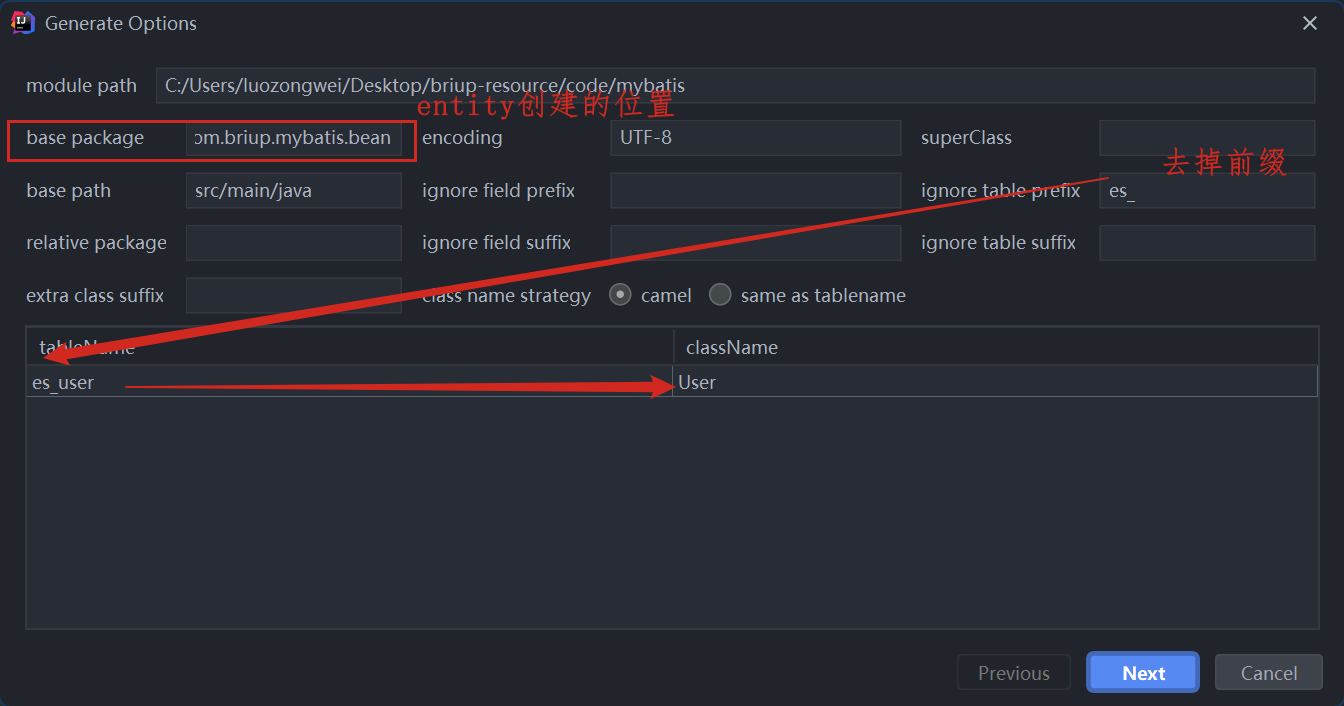 Generate Options
module path C:/Users/luozongwei/Desktop/briup-resource/code/mybatis
entity创建的位置
base package om.briup.mybatis.bean encoding UTF-8 superClass
去掉前缀
base path src/main/java ignore field prefix ignore table prefix es_
relative package ignore field suffix ignore table suffix
extra class suffix class name strategy camel same as tablename
tableName className
es_user User
Previous Next Cancel